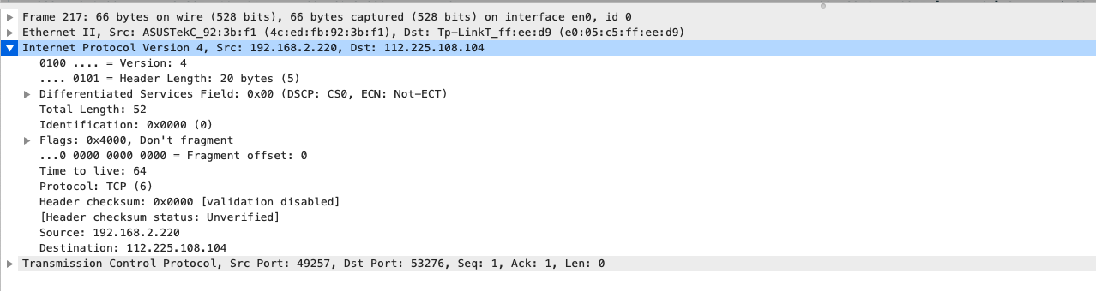 Frame 217: 66 bytes on wire (528 bits), 66 bytes captured (528 bits) on interface en0, id 0
Ethernet II, Src: ASUSTekC_92:3b:f1 (4c:ed:fb:92:3b:f1), Dst: Tp-LinkT_ff:ee:d9 (e0:05:c5:ff:ee:d9)
Internet Protocol Version 4, Src: 192.168.2.220, Dst: 112.225.108.104
0100 .... = Version: 4
.... 0101 = Header Length: 20 bytes (5)
Differentiated Services Field: 0x00 (DSCP: CS0, ECN: Not-ECT)
Total Length: 52
Identification: 0x0000 (0)
Flags: 0x4000, Don't fragment
...0 0000 0000 0000 = Fragment offset: 0
Time to live: 64
Protocol: TCP (6)
Header checksum: 0x0000 [validation disabled]
[Header checksum status: Unverified]
Source: 192.168.2.220
Destination: 112.225.108.104
Transmission Control Protocol, Src Port: 49257, Dst Port: 53276, Seq: 1, Ack: 1, Len: 0